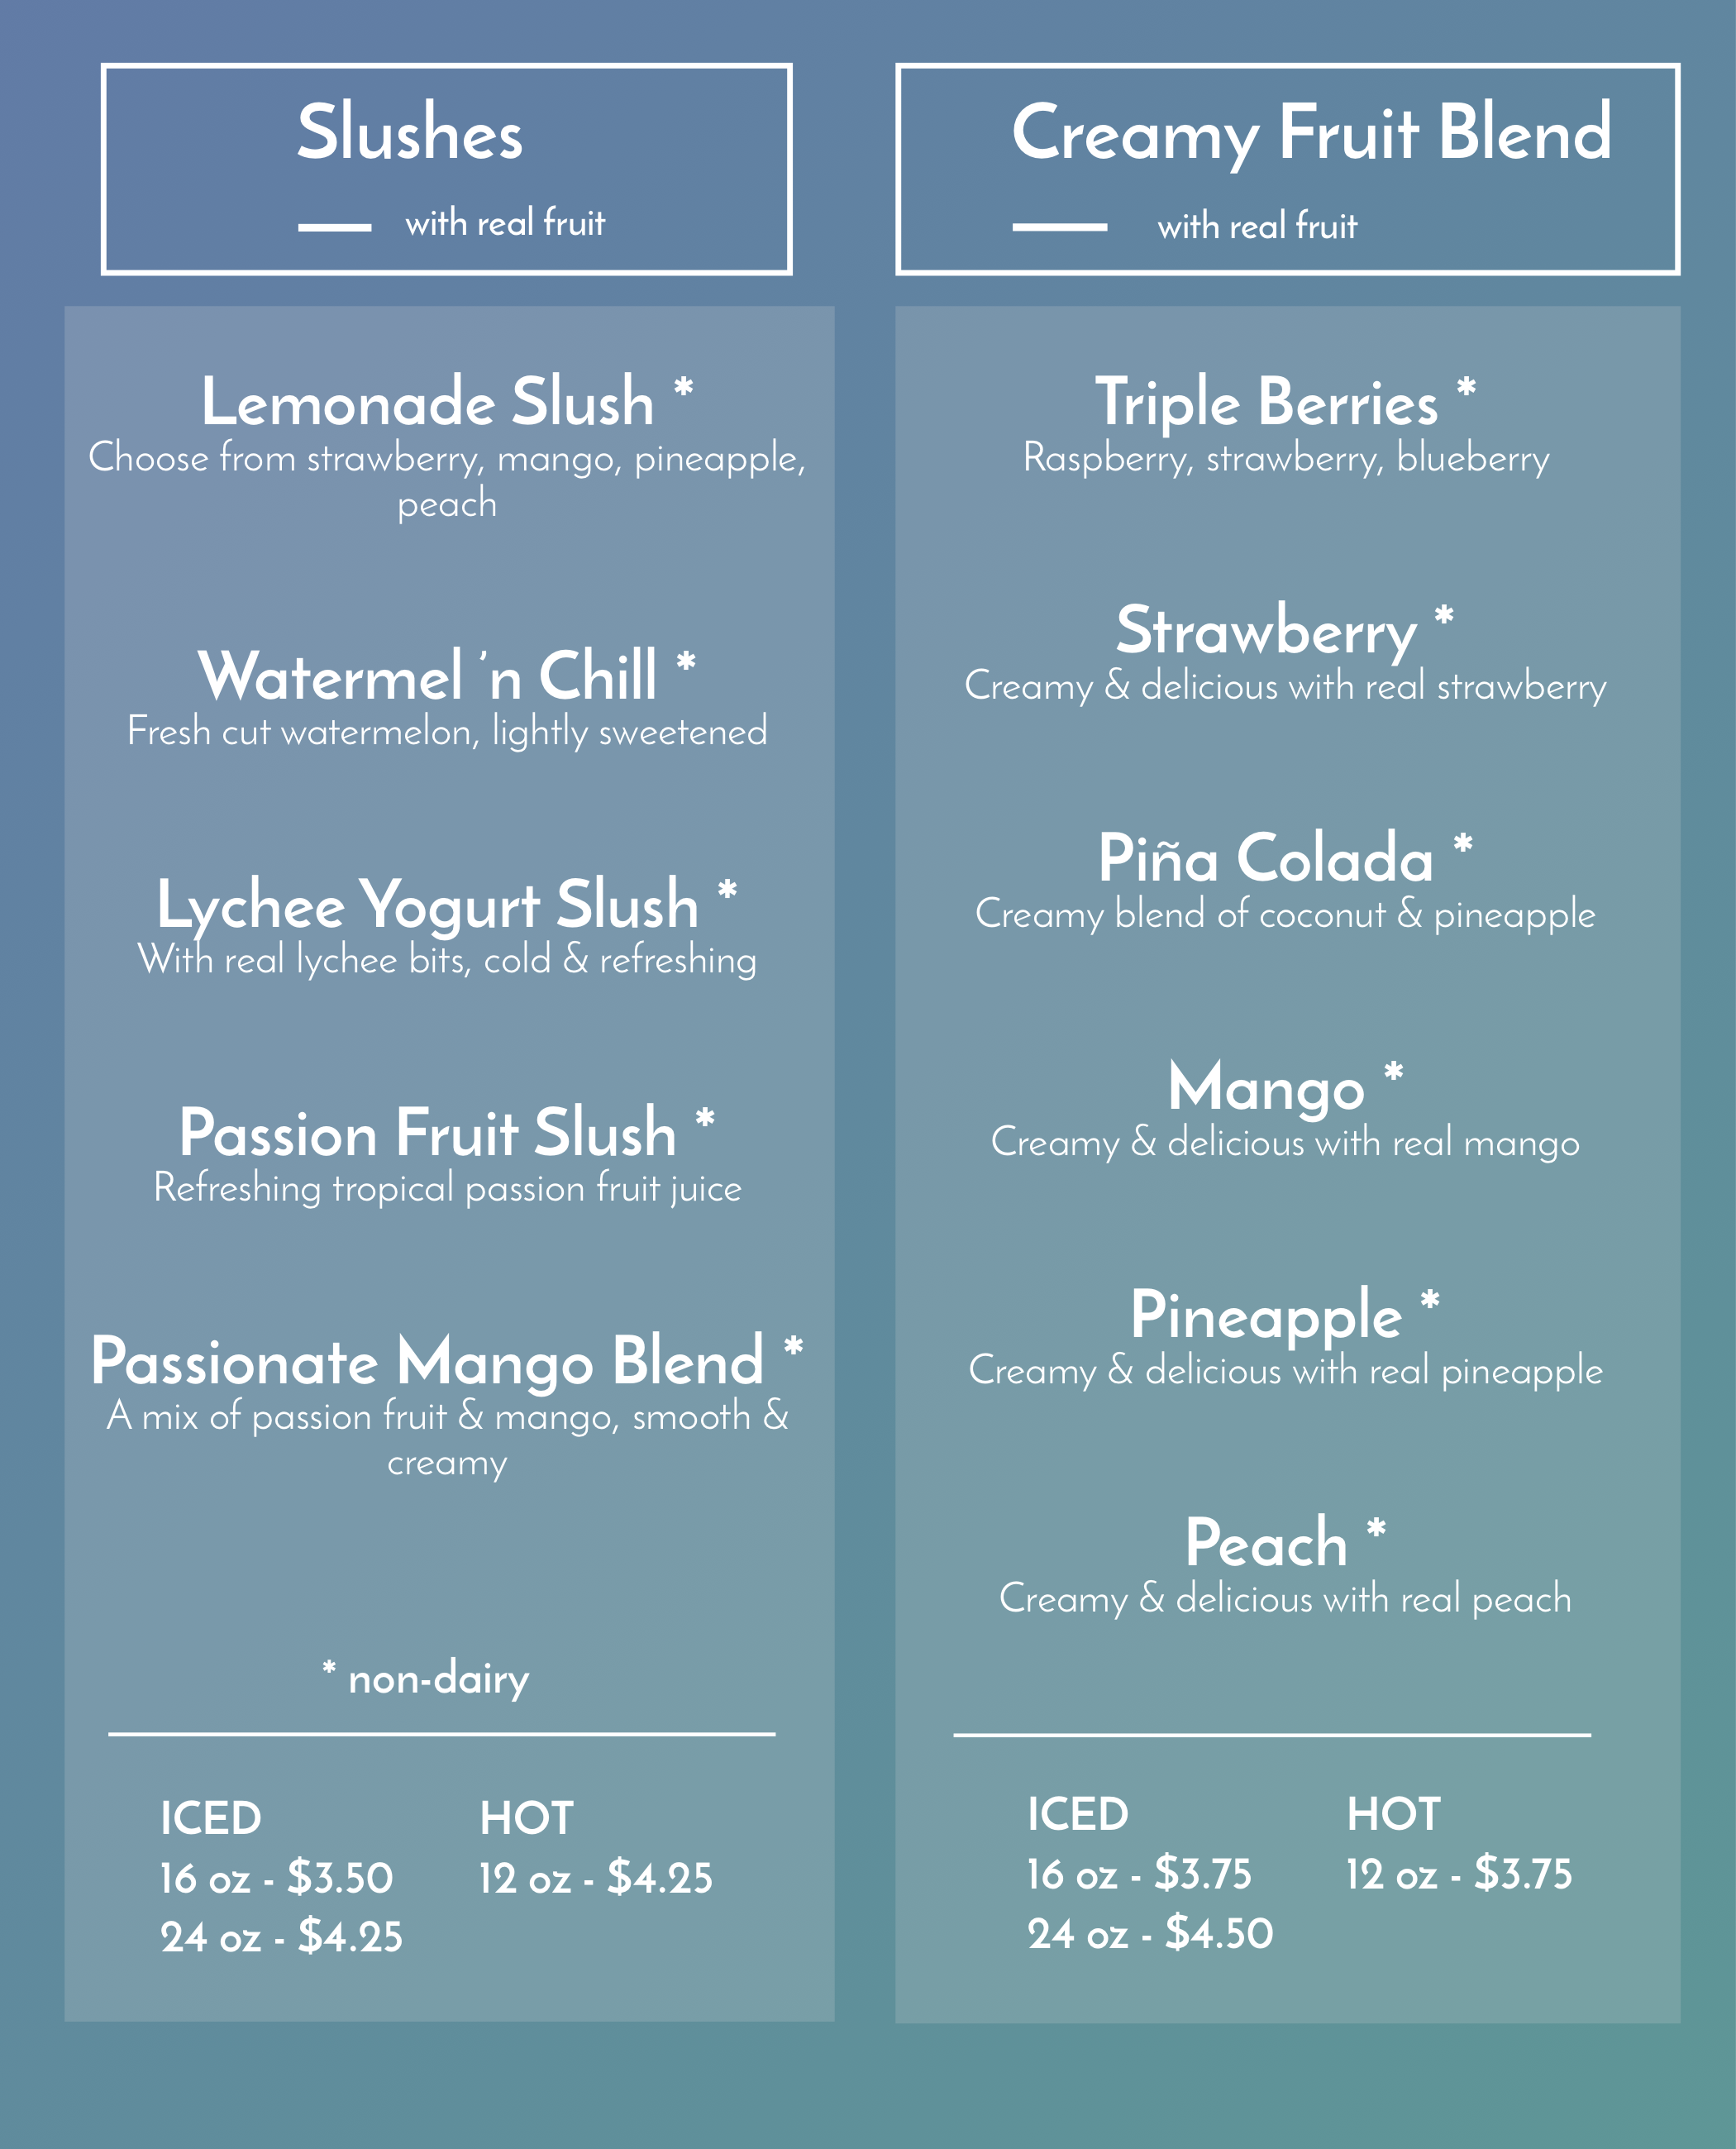 Slushes
with real fruit
Lemonade Slush *
Choose from strawberry, mango, pineapple,
peach
Watermel ’n Chill *
Fresh cut watermelon, lightly sweetened
Lychee Yogurt Slush *
With real lychee bits, cold & refreshing
Passion Fruit Slush *
Refreshing tropical passion fruit juice
Passionate Mango Blend *
A mix of passion fruit & mango, smooth &
creamy
* non-dairy
ICED
16 oz - $3.50
24 oz - $4.25
HOT
12 oz - $4.25
Creamy Fruit Blend
with real fruit
Triple Berries *
Raspberry, strawberry, blueberry
Strawberry *
Creamy & delicious with real strawberry
Piña Colada *
Creamy blend of coconut & pineapple
Mango *
Creamy & delicious with real mango
Pineapple *
Creamy & delicious with real pineapple
Peach *
Creamy & delicious with real peach
ICED
16 oz - $3.75
24 oz - $4.50
HOT
12 oz - $3.75